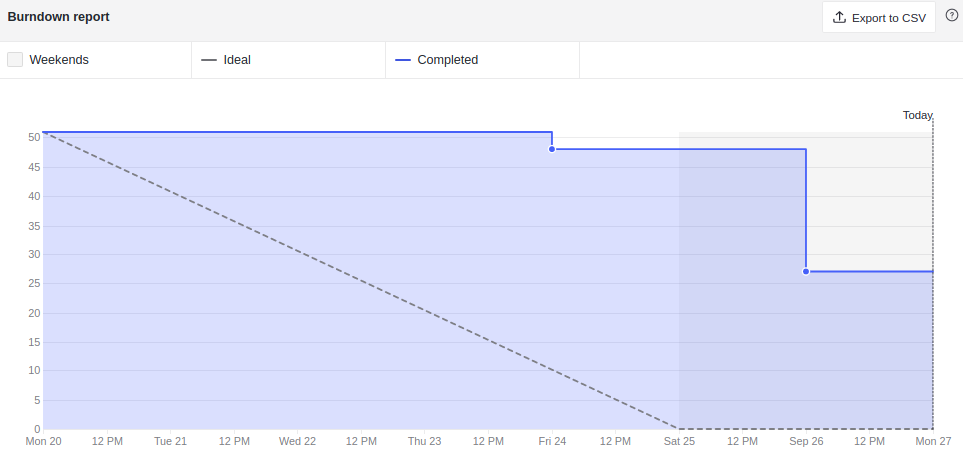 Burndown report
Export to CSV
?
Weekends
Ideal
Completed
Today
50
45
40
35
30
25
20
15
10
5
0
Mon 20 12 PM Tue 21 12 PM Wed 22 12 PM Thu 23 12 PM Fri 24 12 PM Sat 25 12 PM Sep 26 12 PM Mon 27